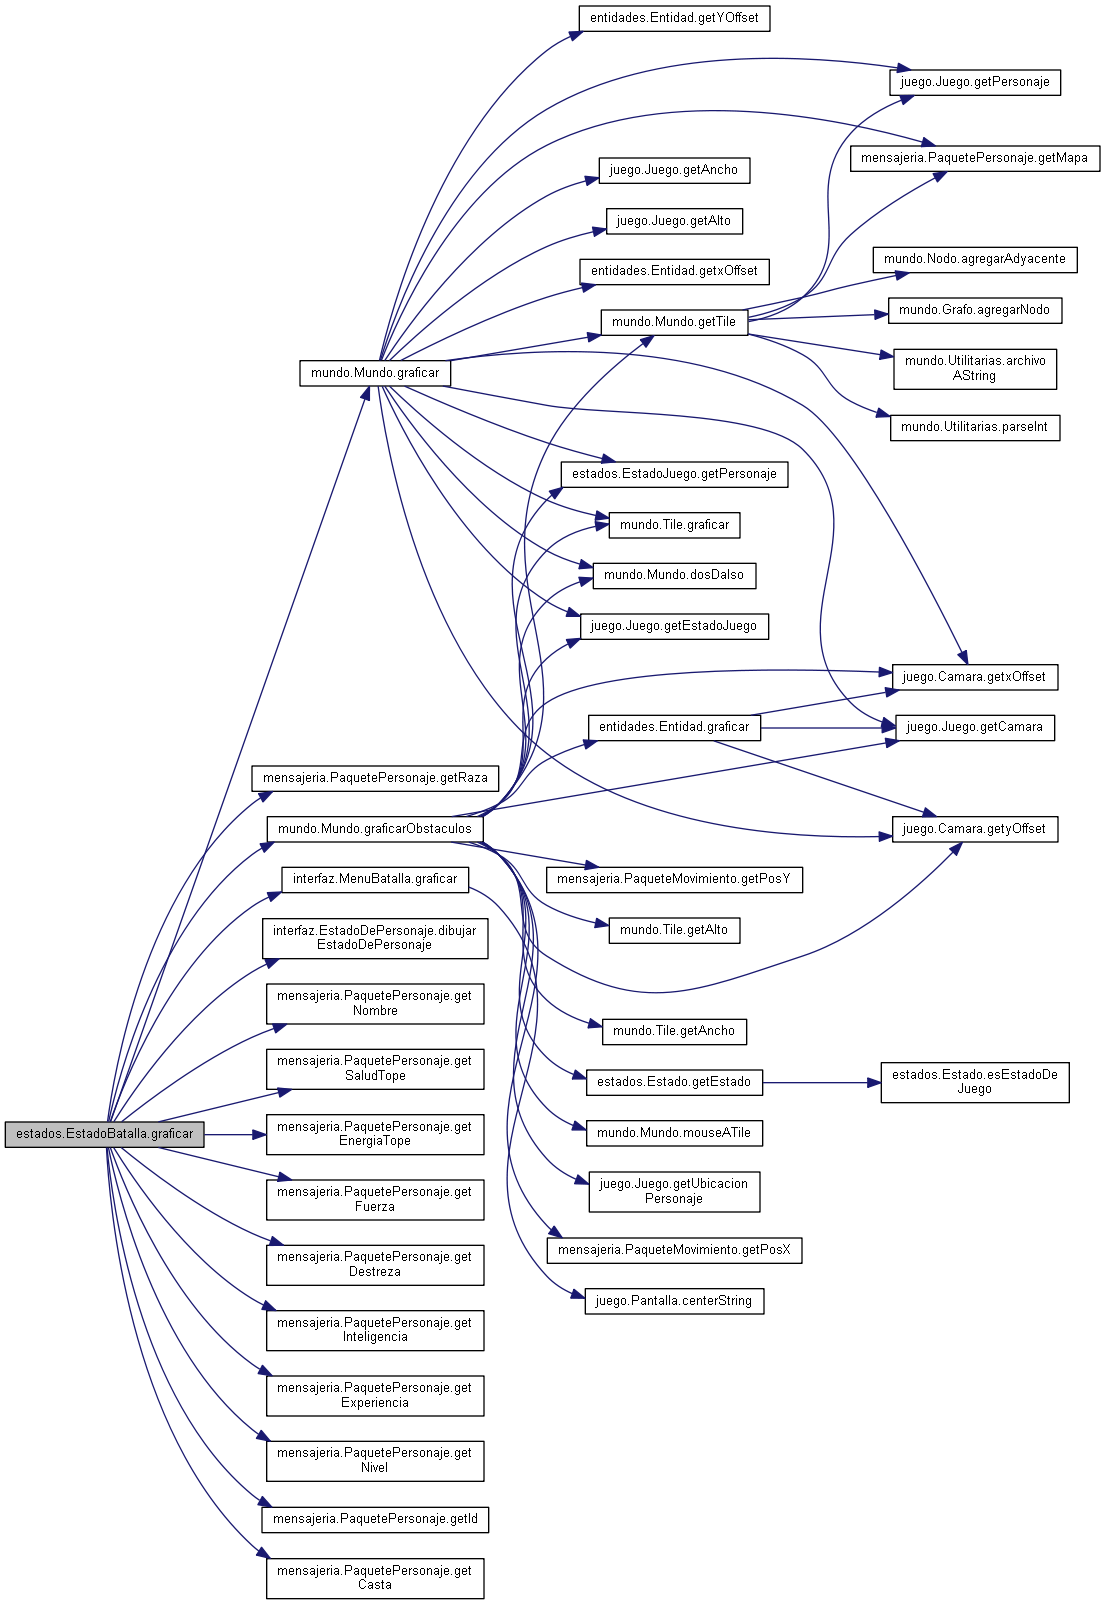 entidades.Entidad.getYOffset
juego.Juego.getPersonaje
mensajeria.PaquetePersonaje.getMapa
juego.Juego.getAncho
juego.Juego.getAlto
mundo.Nodo.agregarAdyacente
entidades.Entidad.getxOffset
mundo.Grafo.agregarNodo
mundo.Mundo.getTile
mundo.Utilitarias.archivo
AString
mundo.Mundo.graficar
mundo.Utilitarias.parseInt
estados.EstadoJuego.getPersonaje
mundo.Tile.graficar
mundo.Mundo.dosDaIso
juego.Juego.getEstadoJuego
juego.Camara.getxOffset
entidades.Entidad.graficar
juego.Juego.getCamara
mensajeria.PaquetePersonaje.getRaza
mundo.Mundo.graficarObstaculos
juego.Camara.getyOffset
interfaz.MenuBatalla.graficar
mensajeria.PaqueteMovimiento.getPosY
interfaz.EstadoDePersonaje.dibujar
EstadoDePersonaje
mundo.Tile.getAlto
mensajeria.PaquetePersonaje.get
Nombre
mundo.Tile.getAncho
mensajeria.PaquetePersonaje.get
SaludTope
estados.Estado.getEstado
estados.Estado.esEstadoDe
Juego
estados.EstadoBatalla.graficar
mensajeria.PaquetePersonaje.get
EnergiaTope
mundo.Mundo.mouseATile
mensajeria.PaquetePersonaje.get
Fuerza
juego.Juego.getUbicacion
Personaje
mensajeria.PaquetePersonaje.get
Destreza
mensajeria.PaqueteMovimiento.getPosX
juego.Pantalla.centerString
mensajeria.PaquetePersonaje.get
Inteligencia
mensajeria.PaquetePersonaje.get
Experiencia
mensajeria.PaquetePersonaje.get
Nivel
mensajeria.PaquetePersonaje.getId
mensajeria.PaquetePersonaje.get
Casta